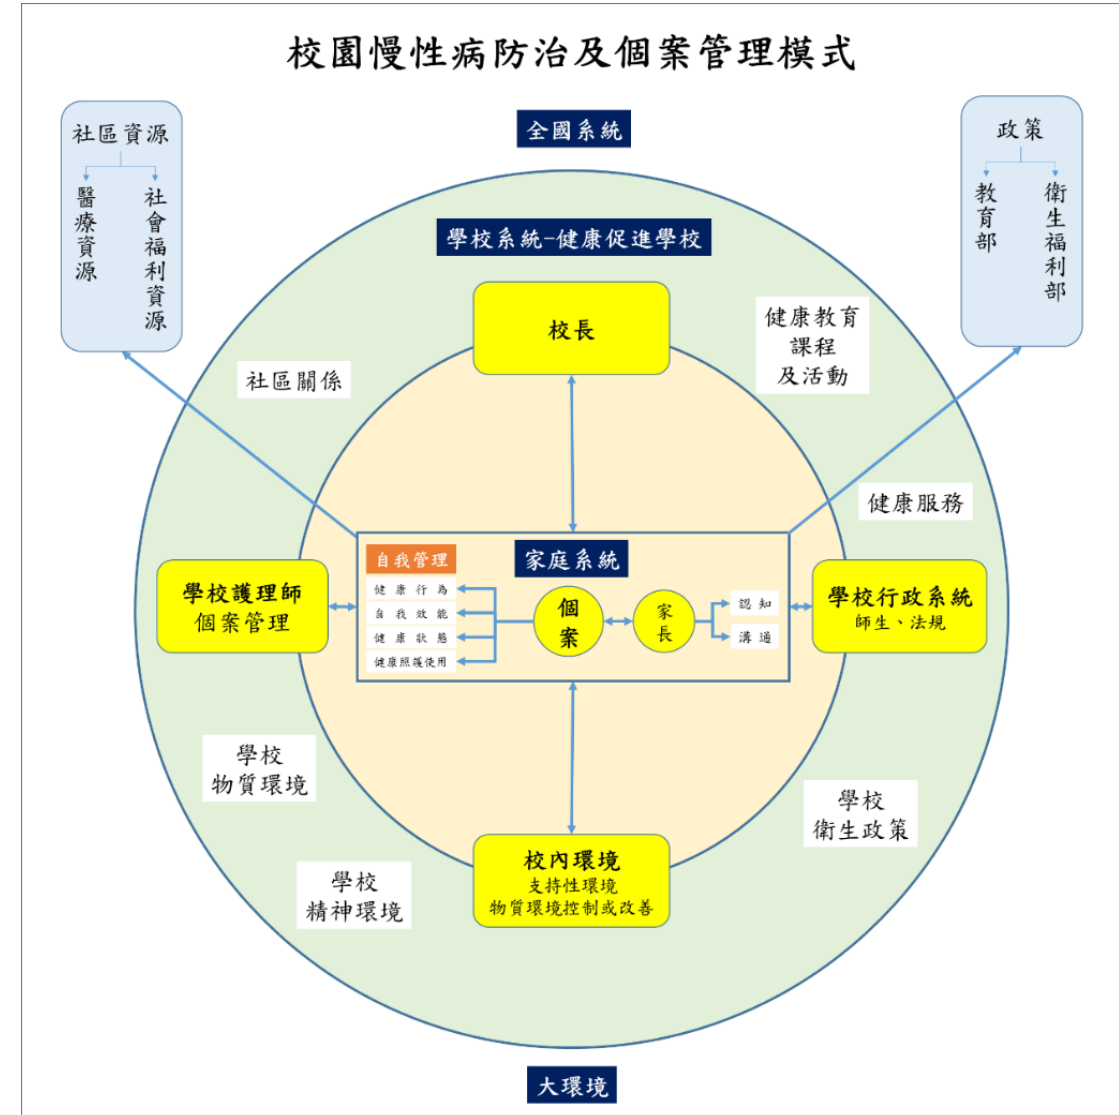 校園慢性病防治及個案管理模式
全國系統
社區資源
醫療資源
社會福利資源
政策
教育部
衛生福利部
學校系統-健康促進學校
校長
健康教育
課程
及活動
社區關係
健康服務
自我管理
健康行為
自我效能
健康狀態
健康照護使用
家庭系統
個案
家長
認知
溝通
學校護理師
個案管理
學校行政系統
師生、法規
學校
物質環境
學校
衛生政策
校內環境
支持性環境
物質環境控制或改善
學校
精神環境
大環境